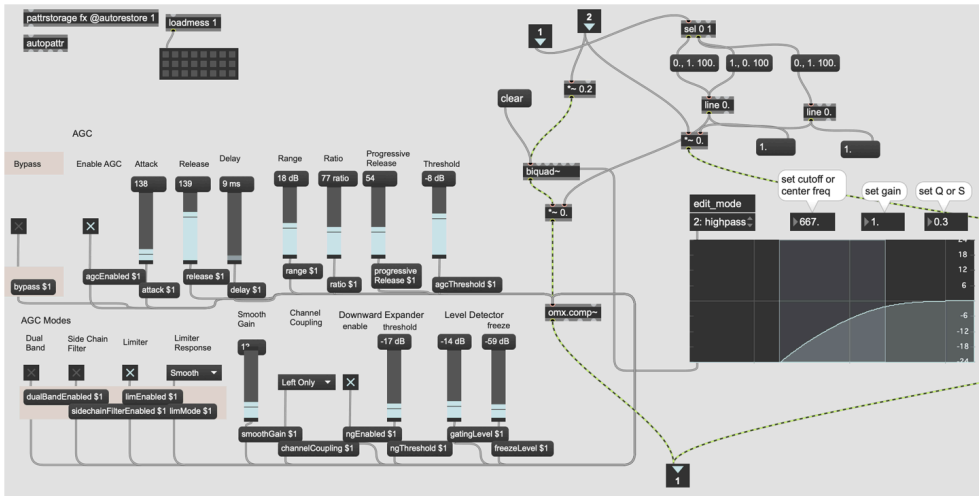 pattrstorage fx @autorestore 1
loadmess 1
autopattr
1
2
sel 0 1
0., 1. 100.
1., 0. 100
0, 1. 100.
*~ 0.2
clear
line 0.
line 0.
*~ 0.
1.
1.
AGC
Bypass
Enable AGC
Attack
Release
Delay
Range
Ratio
Progressive
Release
Threshold
138
139
9 ms
18 dB
77 ratio
54
-8 dB
biquad~
set cutoff or
center freq
set gain
set Q or S
edit_mode
2: highpass
667.
1.
0.3
*~ 0.
agcEnabled $1
release $1
range $1
progressive
Release $1
bypass $1
attack $1
delay $1
ratio $1
agcThreshold $1
18
12
6
-6
-12
-18
-24
omx.comp~
AGC Modes
Dual
Band
Side Chain
Filter
Limiter
Limiter
Response
Smooth
Gain
Channel
Coupling
Downward Expander
enable
threshold
Level Detector
freeze
-17 dB
-14 dB
-59 dB
Smooth
Left Only
dualBandEnabled $1
limEnabled $1
sidechainFilterEnabled $1
limMode $1
smoothGain $1
ngEnabled $1
gatingLevel $1
channelCoupling $1
ngThreshold $1
freezeLevel $1
1